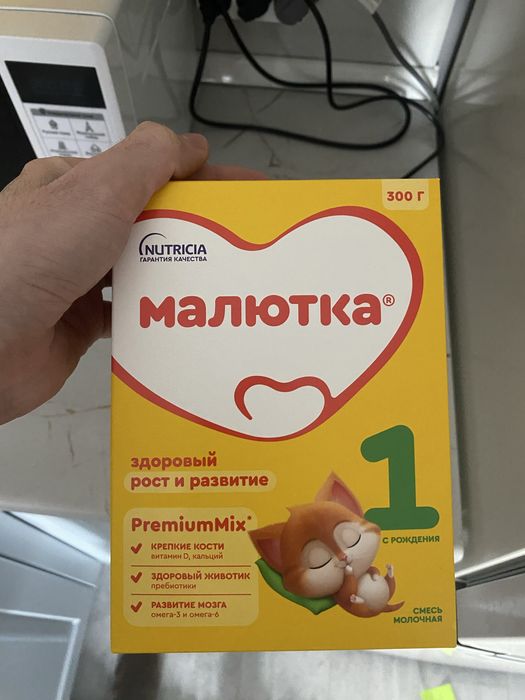 300 Г
NUTRICIA
ГАРАНТИЯ КАЧЕСТВА
малютка®
здоровый
рост и развитие
1
С РОЖДЕНИЯ
PremiumMix*
КРЕПКИЕ КОСТИ
витамин D, кальций
ЗДОРОВЫЙ ЖИВОТИК
пребиотики
РАЗВИТИЕ МОЗГА
омега-3 и омега-6
СМЕСЬ
МОЛОЧНАЯ